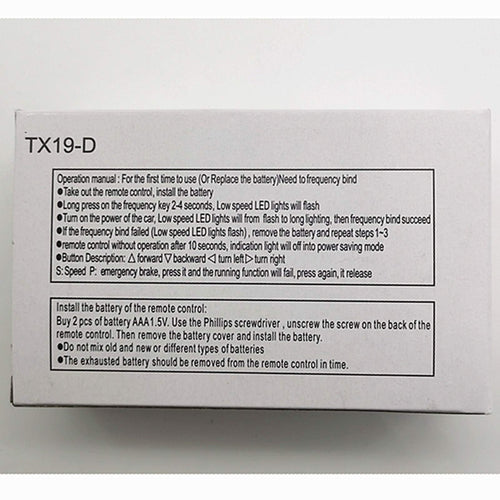 TX19-D
Operation manual : For the first time to use (Or Replace the battery)Need to frequency bind
●Take out the remote control, install the battery
●Long press on the frequency key 2-4 seconds, Low speed LED lights will flash
●Turn on the power of the car, Low speed LED lights will from flash to long lighting, then frequency bind succeed
●If the frequency bind failed (Low speed LED lights flash) , remove the battery and repeat steps 1~3
●remote control without operation after 10 seconds, indication light will off into power saving mode
●Button Description: △ forward ▽ backward ◁ turn left ▷ turn right
S: Speed P: emergency brake, press it and the running function will fail, press again, it release
Install the battery of the remote control:
Buy 2 pcs of battery AAA1.5V. Use the Phillips screwdriver , unscrew the screw on the back of the
remote control. Then remove the battery cover and install the battery.
●Do not mix old and new or different types of batteries
●The exhausted battery should be removed from the remote control in time.